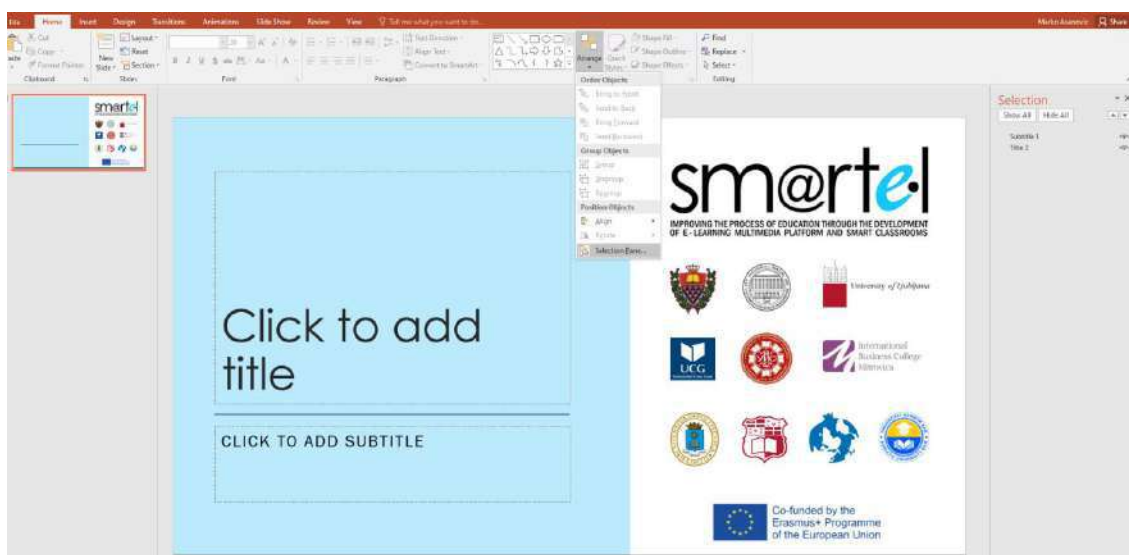 Home Insert Design Transitions Animations Slide Show Review View Tell me what you want to do... Share
Cut
Copy
Format Painter
Clipboard
New
Slide
Layout
Reset
Section
Slides
Font
Text Direction
Align Text
Convert to SmartArt
Paragraph
Arrange
Quick
Styles
Shape Fill
Shape Outline
Shape Effects
Find
Replace
Select
Editing
Order Objects
Bring to Front
Send to Back
Bring Forward
Send Backward
Group Objects
Group
Ungroup
Regroup
Position Objects
Align
Rotate
Selection Pane...
Selection
Show All Hide All
Subtitle 1
Title 2
Click to add
title
CLICK TO ADD SUBTITLE
sm@rte.l
IMPROVING THE PROCESS OF EDUCATION THROUGH THE DEVELOPMENT
OF E - LEARNING MULTIMEDIA PLATFORM AND SMART CLASSROOMS
University of Ljubljana
UCG
International
Business College
Mitrovica
Co-funded by the
Erasmus+ Programme
of the European Union